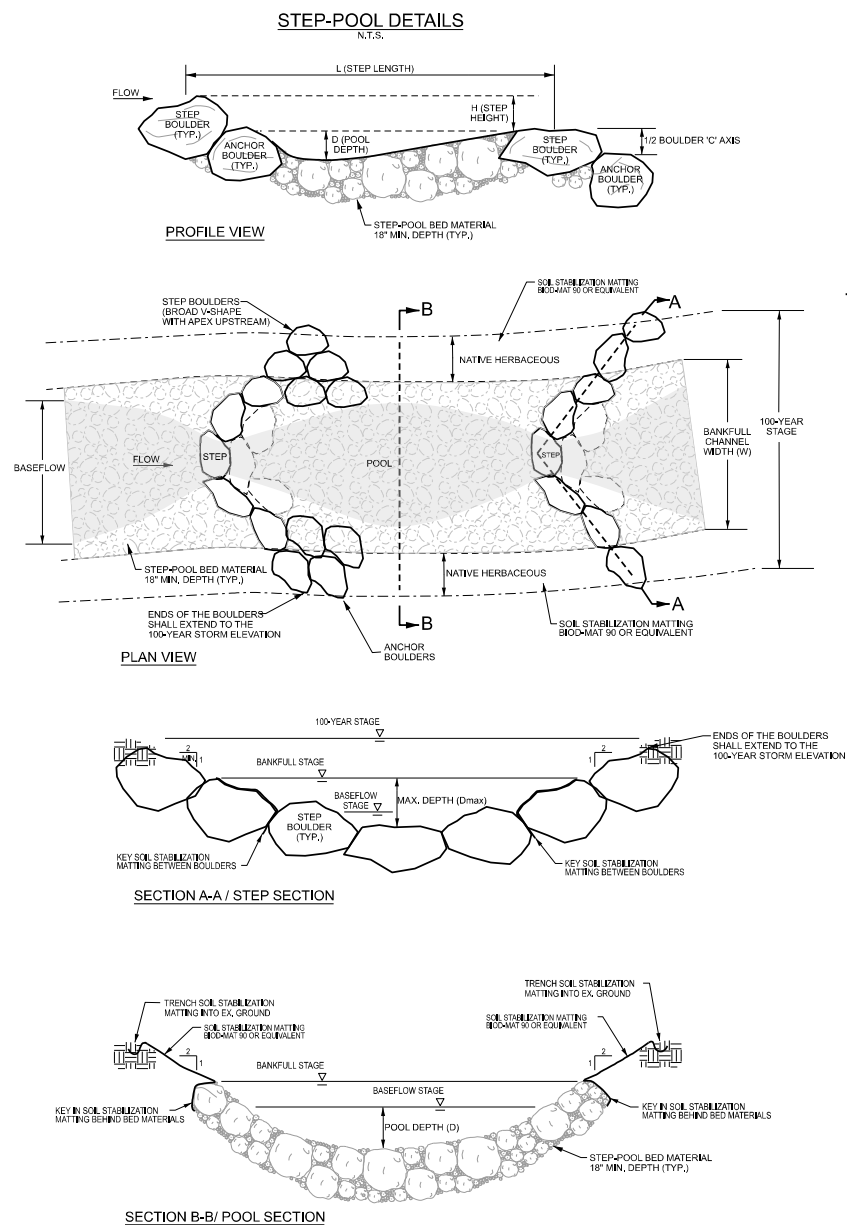 STEP-POOL DETAILS
N.T.S.
L (STEP LENGTH)
FLOW
H (STEP
HEIGHT)
STEP
BOULDER
(TYP.)
ANCHOR
BOULDER
(TYP.)
D (POOL
DEPTH)
STEP
BOULDER
(TYP.)
1/2 BOULDER 'C' AXIS
ANCHOR
BOULDER
(TYP.)
STEP-POOL BED MATERIAL
18" MIN. DEPTH (TYP.)
PROFILE VIEW
STEP BOULDERS
(BROAD V-SHAPE
WITH APEX UPSTREAM)
B
SOIL STABILIZATION MATTING
BIOD-MAT 90 OR EQUIVALENT
A
NATIVE HERBACEOUS
BASEFLOW
FLOW
STEP
POOL
STEP
BANKFULL
CHANNEL
WIDTH (W)
100-YEAR
STAGE
STEP-POOL BED MATERIAL
18" MIN. DEPTH (TYP.)
NATIVE HERBACEOUS
ENDS OF THE BOULDERS
SHALL EXTEND TO THE
100-YEAR STORM ELEVATION
B
A
SOIL STABILIZATION MATTING
BIOD-MAT 90 OR EQUIVALENT
ANCHOR
BOULDERS
PLAN VIEW
100-YEAR STAGE
2
MIN.
1
BANKFULL STAGE
2
1
ENDS OF THE BOULDERS
SHALL EXTEND TO THE
100-YEAR STORM ELEVATION
BASEFLOW
STAGE
MAX. DEPTH (Dmax)
STEP
BOULDER
(TYP.)
KEY SOIL STABILIZATION
MATTING BETWEEN BOULDERS
KEY SOIL STABILIZATION
MATTING BETWEEN BOULDERS
SECTION A-A / STEP SECTION
TRENCH SOIL STABILIZATION
MATTING INTO EX. GROUND
TRENCH SOIL STABILIZATION
MATTING INTO EX. GROUND
SOIL STABILIZATION MATTING
BIOD-MAT 90 OR EQUIVALENT
SOIL STABILIZATION MATTING
BIOD-MAT 90 OR EQUIVALENT
2
1
BANKFULL STAGE
2
1
BASEFLOW STAGE
KEY IN SOIL STABILIZATION
MATTING BEHIND BED MATERIALS
POOL DEPTH (D)
KEY IN SOIL STABILIZATION
MATTING BEHIND BED MATERIALS
STEP-POOL BED MATERIAL
18" MIN. DEPTH (TYP.)
SECTION B-B/ POOL SECTION